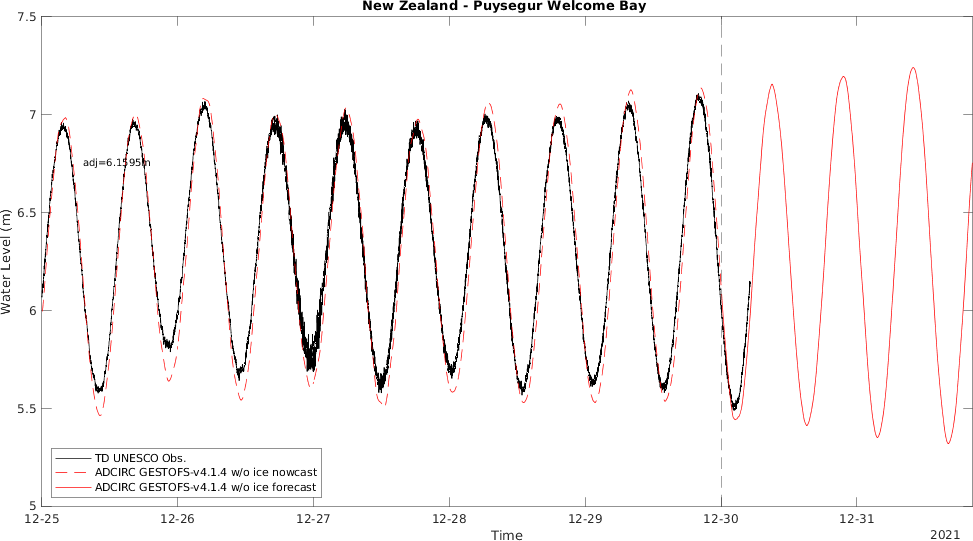 New Zealand - Puysegur Welcome Bay
7.5
7
6.5
6
5.5
5
Water Level (m)
adj=6.1595m
TD UNESCO Obs.
ADCIRC GESTOFS-v4.1.4 w/o ice nowcast
ADCIRC GESTOFS-v4.1.4 w/o ice forecast
12-25 12-26 12-27 12-28 12-29 12-30 12-31
Time
2021